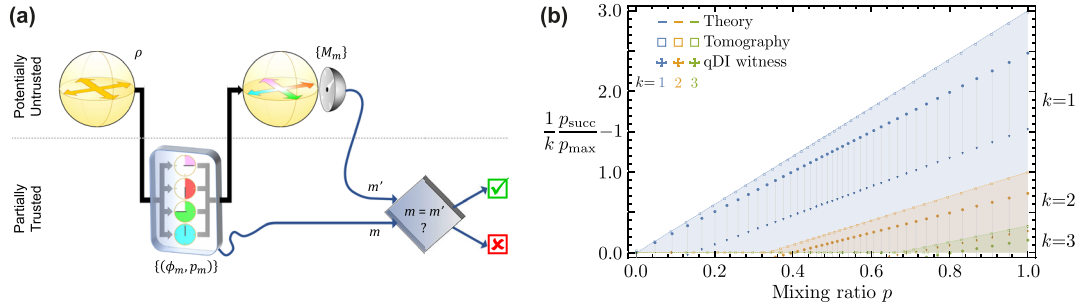 (a)
Potentially
Untrusted
ρ
{M_m}
Partially
Trusted
{(ϕ_m, p_m)}
m′
m
m = m′
?
(b)
1/k p_succ/p_max −1
3.0
2.0
1.0
0.0
Theory
Tomography
qDI witness
k= 1 2 3
k=1
k=2
k=3
0.0 0.2 0.4 0.6 0.8 1.0
Mixing ratio p